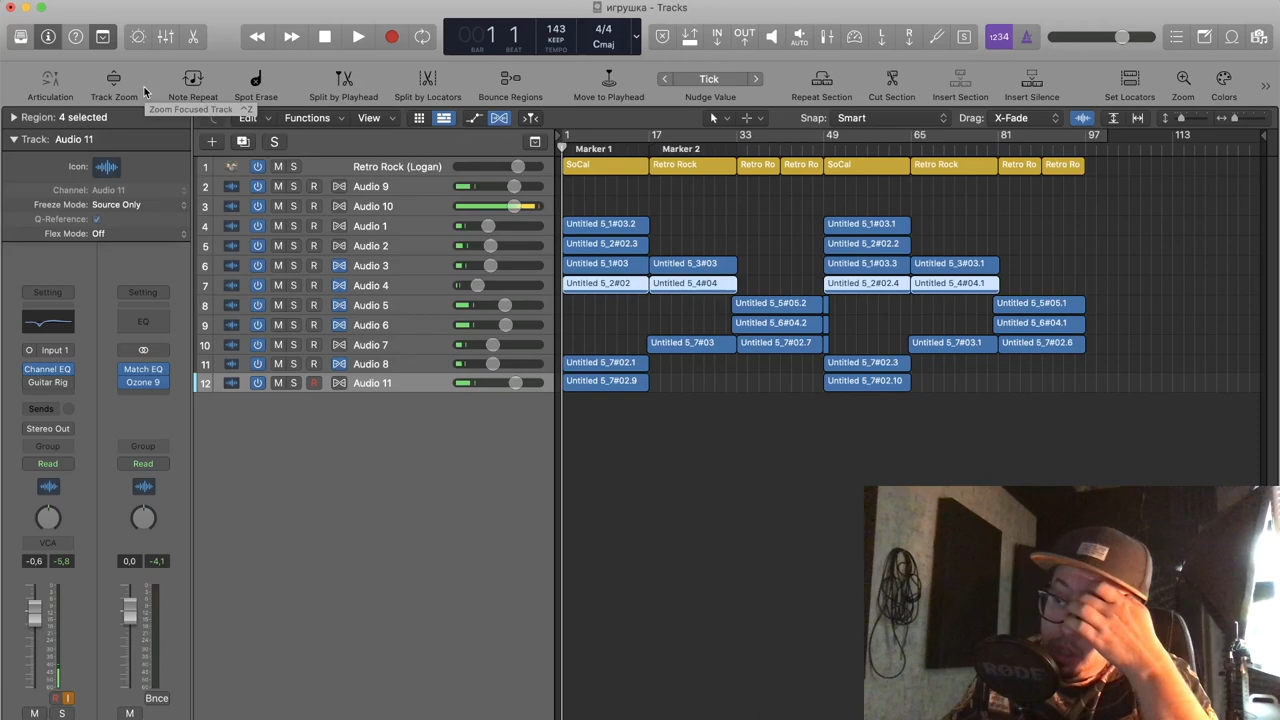 игрушка - Tracks
001 1
BAR BEAT
143
KEEP
TEMPO
4/4
Cmaj
IN
OUT
AUTO
L
R
S
1234
Articulation
Track Zoom
Note Repeat
Spot Erase
Split by Playhead
Split by Locators
Bounce Regions
Move to Playhead
Tick
Nudge Value
Repeat Section
Cut Section
Insert Section
Insert Silence
Set Locators
Zoom
Colors
Zoom Focused Track ⌃Z
Region: 4 selected
Edit
Functions
View
Snap: Smart
Drag: X-Fade
Track: Audio 11
S
1 17 33 49 65 81 97 113
Marker 1 Marker 2
Icon:
Channel: Audio 11
Freeze Mode: Source Only
Q-Reference:
Flex Mode: Off
1 M S Retro Rock (Logan)
SoCal Retro Rock Retro Ro Retro Ro SoCal Retro Rock Retro Ro Retro Ro
2 M S R Audio 9
3 M S R Audio 10
4 M S R Audio 1
Untitled 5_1#03.2 Untitled 5_1#03.1
5 M S R Audio 2
Untitled 5_2#02.3 Untitled 5_2#02.2
6 M S R Audio 3
Untitled 5_1#03 Untitled 5_3#03 Untitled 5_1#03.3 Untitled 5_3#03.1
7 M S R Audio 4
Untitled 5_2#02 Untitled 5_4#04 Untitled 5_2#02.4 Untitled 5_4#04.1
8 M S R Audio 5
Untitled 5_5#05.2 Untitled 5_5#05.1
9 M S R Audio 6
Untitled 5_6#04.2 Untitled 5_6#04.1
10 M S R Audio 7
Untitled 5_7#03 Untitled 5_7#02.7 Untitled 5_7#03.1 Untitled 5_7#02.6
11 M S R Audio 8
Untitled 5_7#02.1 Untitled 5_7#02.3
12 M S R Audio 11
Untitled 5_7#02.9 Untitled 5_7#02.10
Setting Setting
EQ
Input 1
Channel EQ Match EQ
Guitar Rig Ozone 9
Sends
Stereo Out
Group Group
Read Read
VCA
-0,6 -5,8 0,0 -4,1
R I Bnce
M S M
RØDE